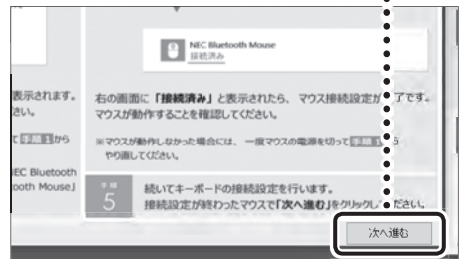 NEC Bluetooth Mouse
接続済み
表示されます。
さい。
て 手順 1 から
EC Bluetooth
ooth Mouse」
右の画面に「接続済み」と表示されたら、マウス接続設定が 了です。
マウスが動作することを確認してください。
※マウスが動作しなかった場合には、一度マウスの電源を切って 手順 1 ら
やり直してください。
手順
5
続いてキーボードの接続設定を行います。
接続設定が終わったマウスで「次へ進む」をクリックし ださい。
次へ進む